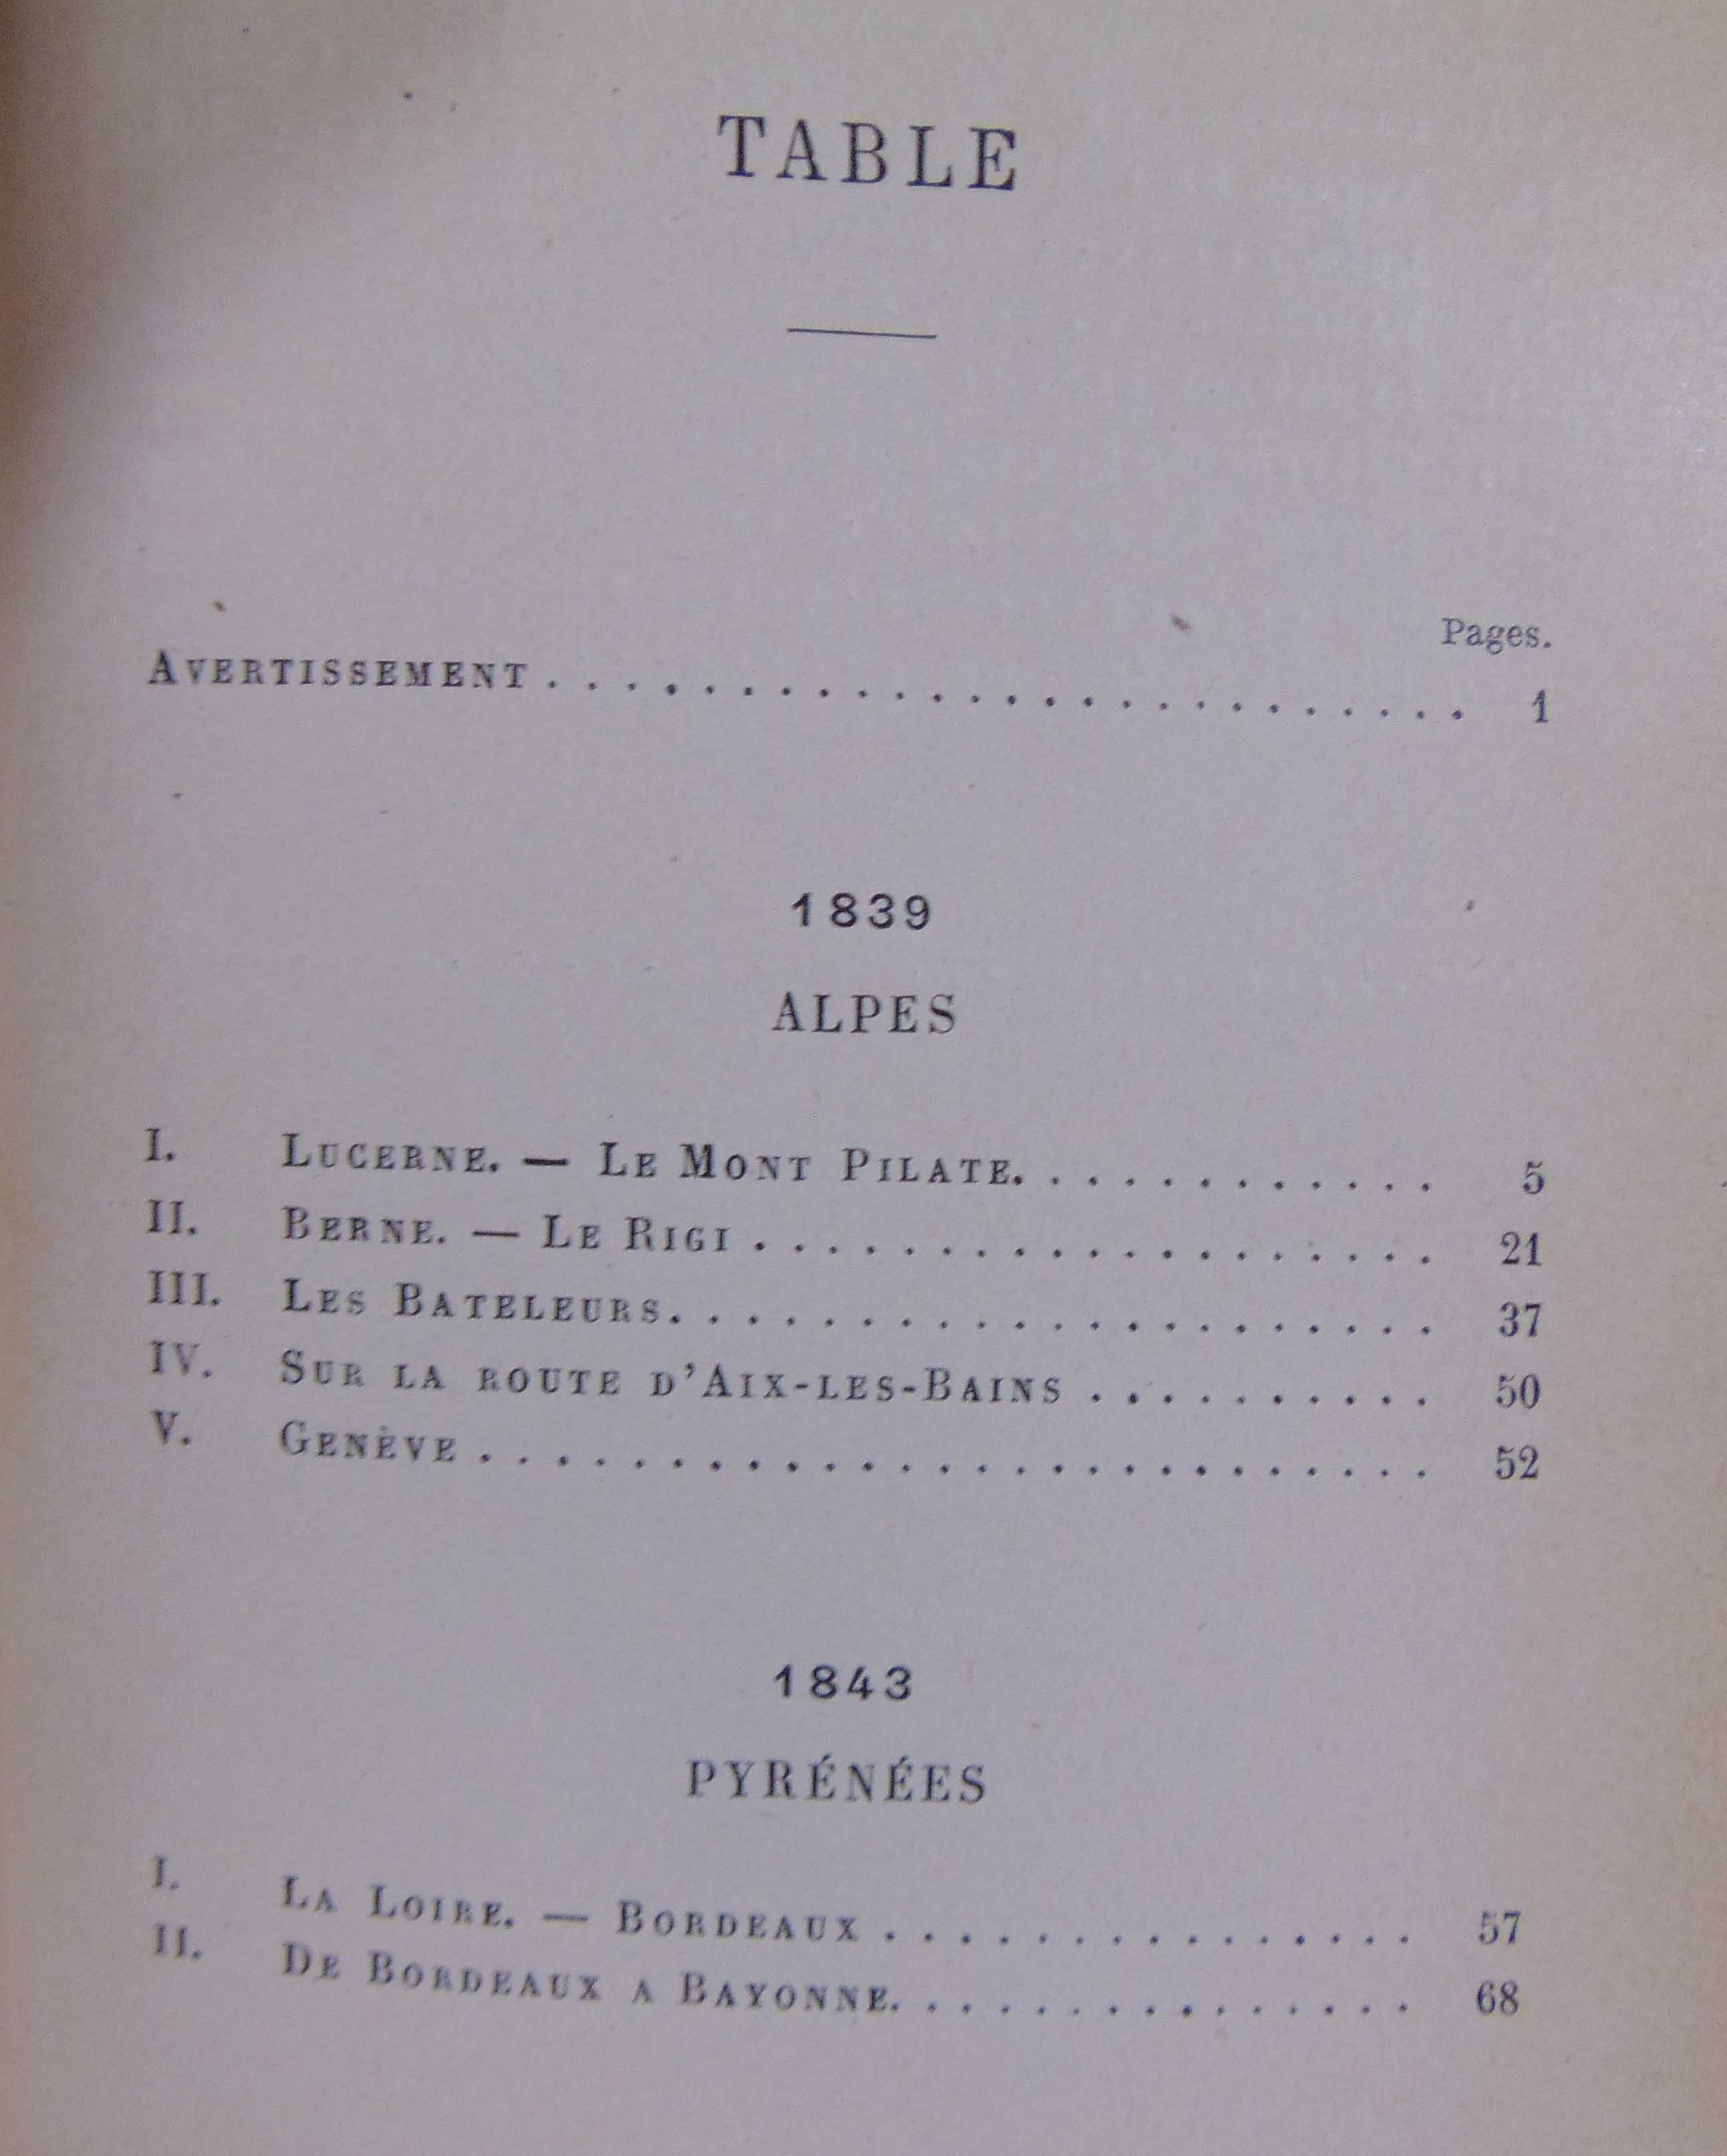 TABLE
Pages.
AVERTISSEMENT . . . . . . . . . . . . . . . . . . . . . . . . . 1
1839
ALPES
I. LUCERNE. — LE MONT PILATE. . . . . . . . . . . . 5
II. BERNE. — LE RIGI . . . . . . . . . . . . . . . . . . . 21
III. LES BATELEURS. . . . . . . . . . . . . . . . . . . . . 37
IV. SUR LA ROUTE D'AIX-LES-BAINS . . . . . . . . . . 50
V. GENÈVE . . . . . . . . . . . . . . . . . . . . . . . . . . 52
1843
PYRÉNÉES
I. LA LOIRE. — BORDEAUX . . . . . . . . . . . . . . . 57
II. DE BORDEAUX A BAYONNE. . . . . . . . . . . . . . . 68